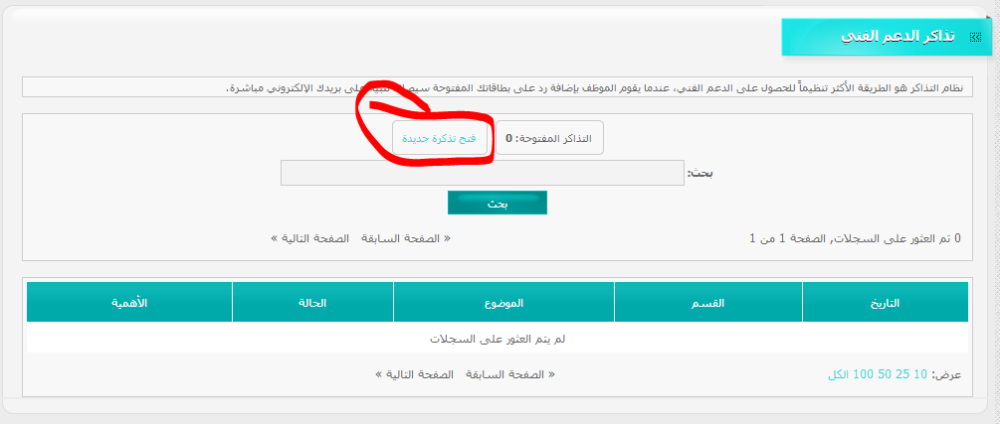 تذاكر الدعم الفني
نظام التذاكر هو الطريقة الأكثر تنظيماً للحصول على الدعم الفني، عندما يقوم الموظف بإضافة رد على بطاقاتك المفتوحة على بريدك الإلكتروني مباشرة.
التذاكر المفتوحة: 0
فتح تذكرة جديدة
بحث:
بحث
0 تم العثور على السجلات, الصفحة 1 من 1
« الصفحة السابقة الصفحة التالية »
التاريخ القسم الموضوع الحالة الأهمية
لم يتم العثور على السجلات
عرض: 10 25 50 100 الكل
« الصفحة السابقة الصفحة التالية »